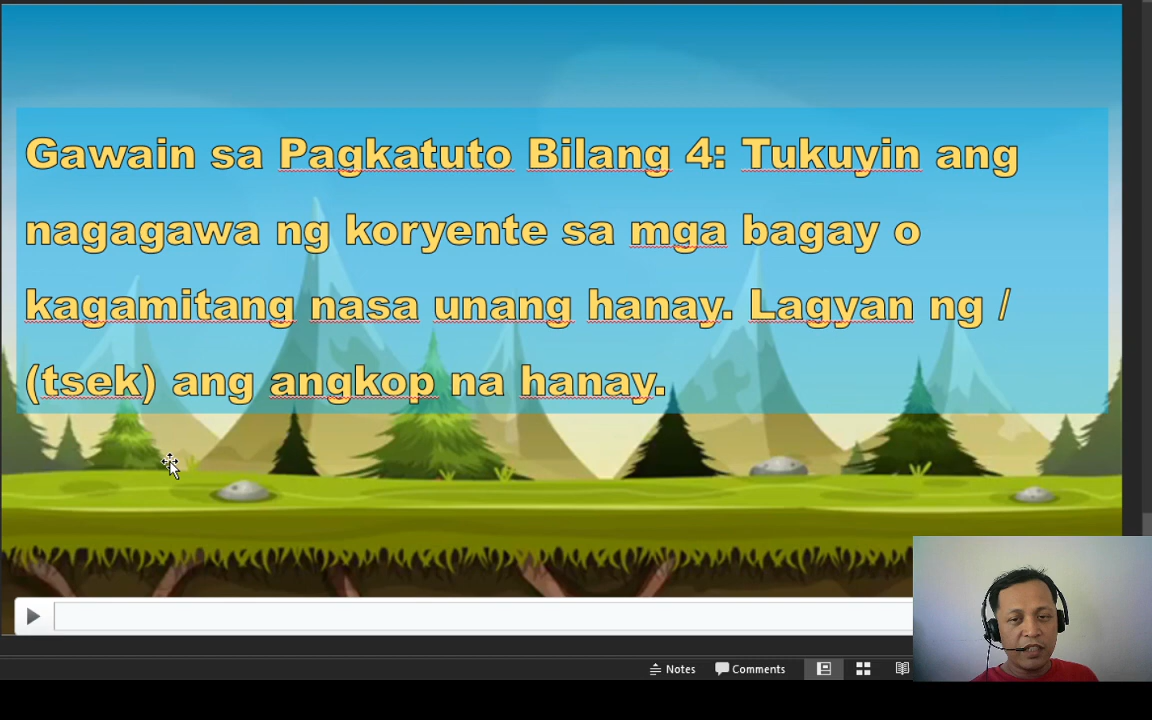 Gawain sa Pagkatuto Bilang 4: Tukuyin ang
nagagawa ng koryente sa mga bagay o
kagamitang nasa unang hanay. Lagyan ng /
(tsek) ang angkop na hanay.
Notes
Comments